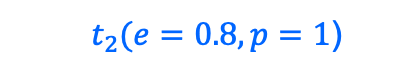 t₂(e = 0.8, p = 1)